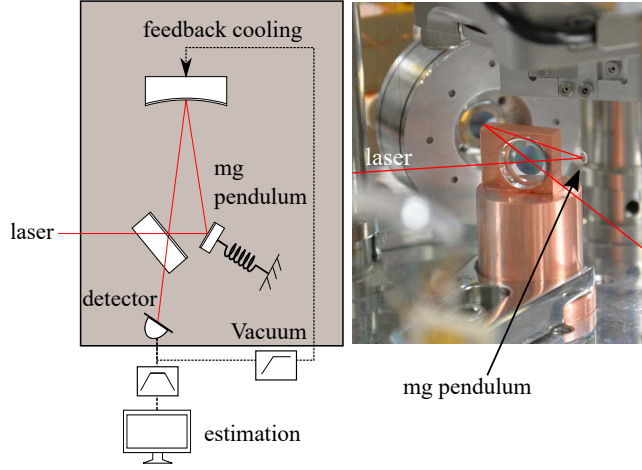 feedback cooling
mg
pendulum
laser
detector
Vacuum
estimation
laser
mg pendulum